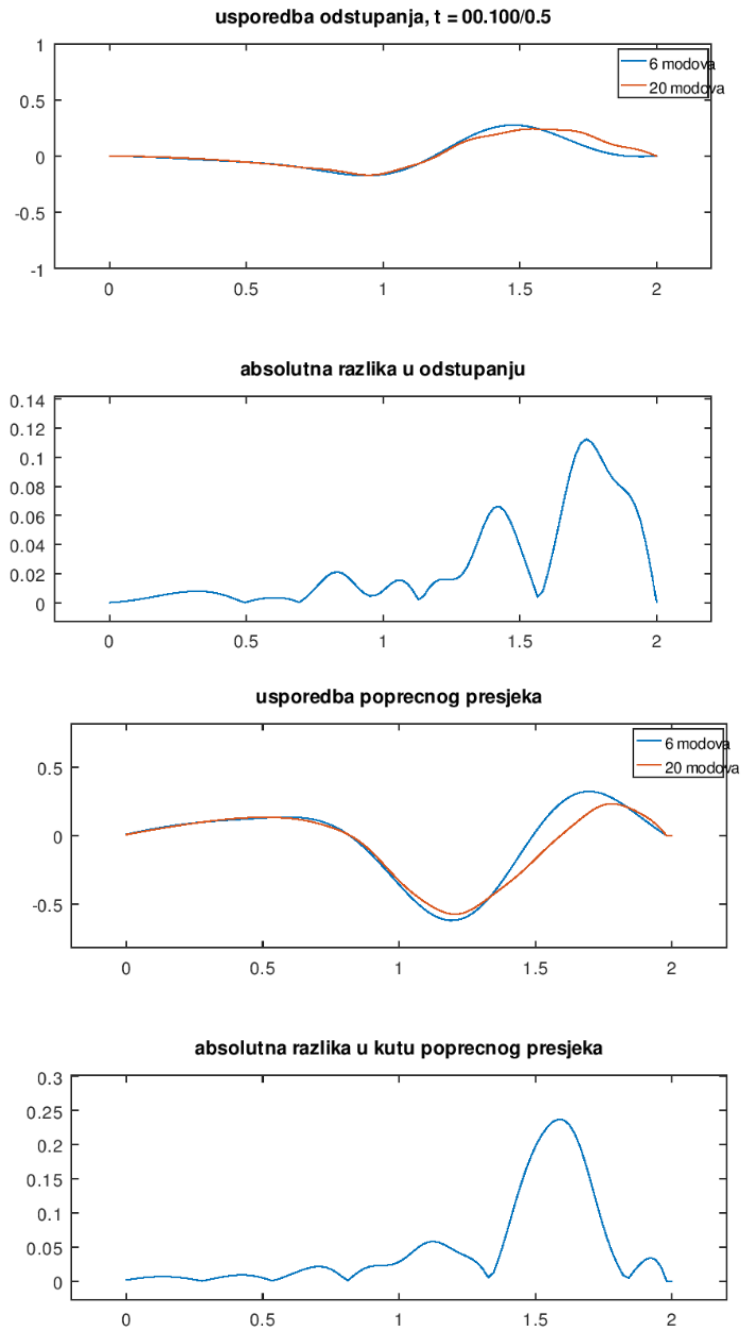 usporedba odstupanja, t = 00.100/0.5
1
6 modova
20 modova
0.5
0
-0.5
-1
0 0.5 1 1.5 2
absolutna razlika u odstupanju
0.14
0.12
0.1
0.08
0.06
0.04
0.02
0
0 0.5 1 1.5 2
usporedba poprecnog presjeka
6 modova
20 modova
0.5
0
-0.5
0 0.5 1 1.5 2
absolutna razlika u kutu poprecnog presjeka
0.3
0.25
0.2
0.15
0.1
0.05
0
0 0.5 1 1.5 2